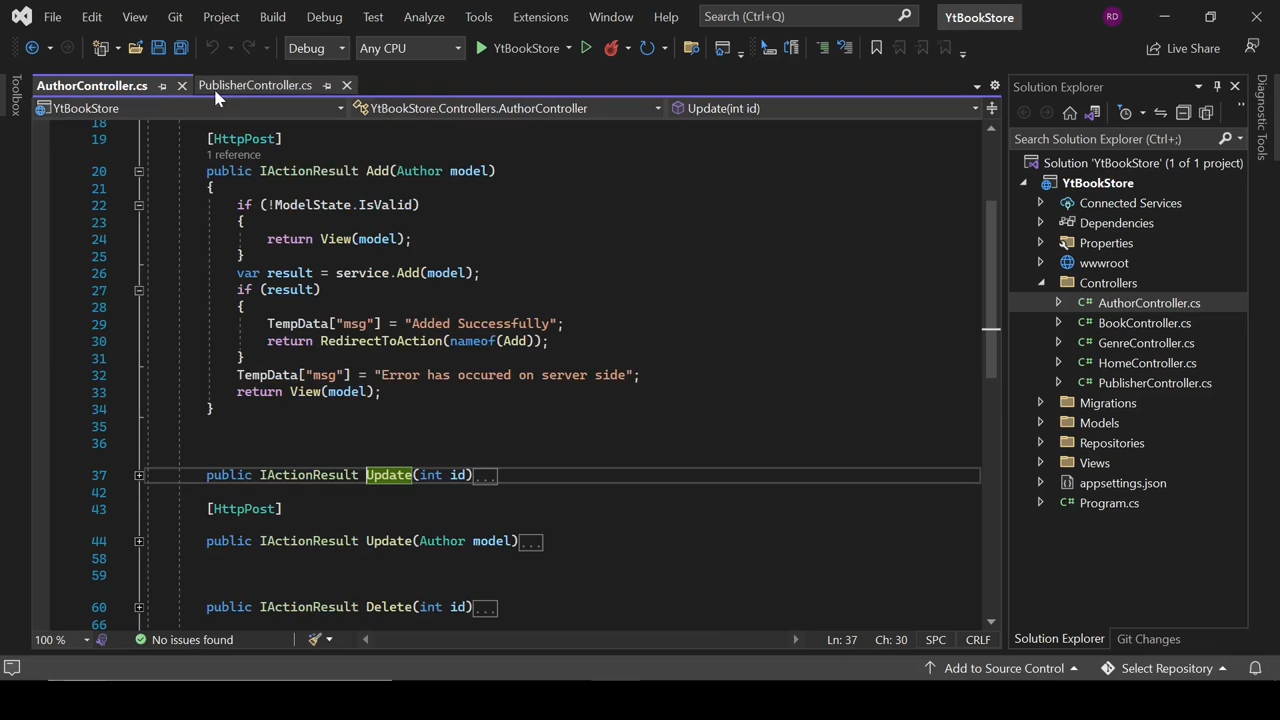 File Edit View Git Project Build Debug Test Analyze Tools Extensions Window Help Search (Ctrl+Q) YtBookStore RD
Debug Any CPU YtBookStore Live Share
Toolbox
AuthorController.cs PublisherController.cs
YtBookStore YtBookStore.Controllers.AuthorController Update(int id)
18
19 [HttpPost]
1 reference
20 public IActionResult Add(Author model)
21 {
22 if (!ModelState.IsValid)
23 {
24 return View(model);
25 }
26 var result = service.Add(model);
27 if (result)
28 {
29 TempData["msg"] = "Added Successfully";
30 return RedirectToAction(nameof(Add));
31 }
32 TempData["msg"] = "Error has occured on server side";
33 return View(model);
34 }
35
36
37 public IActionResult Update(int id)...
42
43 [HttpPost]
44 public IActionResult Update(Author model)...
58
59
60 public IActionResult Delete(int id)...
66
100 % No issues found Ln: 37 Ch: 30 SPC CRLF
Solution Explorer
Search Solution Explorer (Ctrl+;)
Solution 'YtBookStore' (1 of 1 project)
YtBookStore
Connected Services
Dependencies
Properties
wwwroot
Controllers
C# AuthorController.cs
C# BookController.cs
C# GenreController.cs
C# HomeController.cs
C# PublisherController.cs
Migrations
Models
Repositories
Views
appsettings.json
C# Program.cs
Solution Explorer Git Changes
Diagnostic Tools
Add to Source Control Select Repository